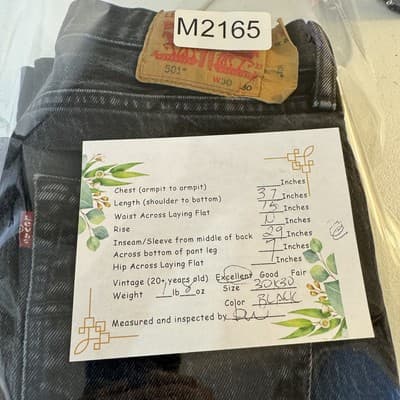 M2165
501
W30
Chest (armpit to armpit) Inches
Length (shoulder to bottom) 37 Inches
Waist Across Laying Flat 15 Inches
Rise 11 Inches
Inseam/Sleeve from middle of back 29 Inches
Across bottom of pant leg 7 Inches
Hip Across Laying Flat Inches
Vintage (20+ years old) Excellent Good Fair
Weight 1 lb oz Size 30X30
Color BLACK
Measured and inspected by